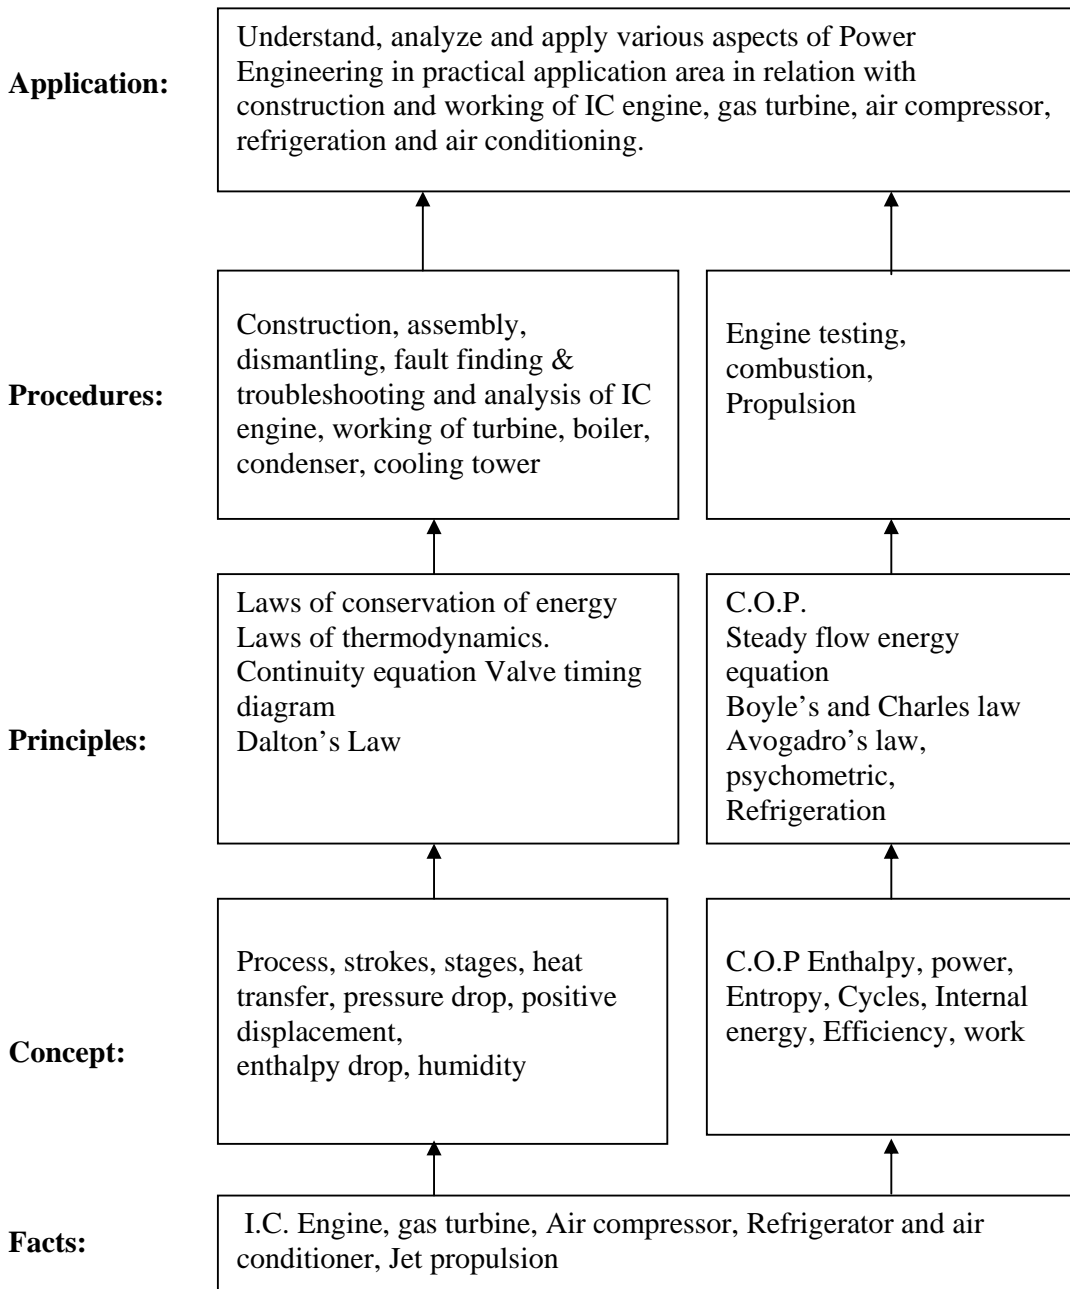 Application:
Understand, analyze and apply various aspects of Power
Engineering in practical application area in relation with
construction and working of IC engine, gas turbine, air compressor,
refrigeration and air conditioning.
Procedures:
Construction, assembly,
dismantling, fault finding &
troubleshooting and analysis of IC
engine, working of turbine, boiler,
condenser, cooling tower
Engine testing,
combustion,
Propulsion
Principles:
Laws of conservation of energy
Laws of thermodynamics.
Continuity equation Valve timing
diagram
Dalton’s Law
C.O.P.
Steady flow energy
equation
Boyle’s and Charles law
Avogadro’s law,
psychometric,
Refrigeration
Concept:
Process, strokes, stages, heat
transfer, pressure drop, positive
displacement,
enthalpy drop, humidity
C.O.P Enthalpy, power,
Entropy, Cycles, Internal
energy, Efficiency, work
Facts:
I.C. Engine, gas turbine, Air compressor, Refrigerator and air
conditioner, Jet propulsion